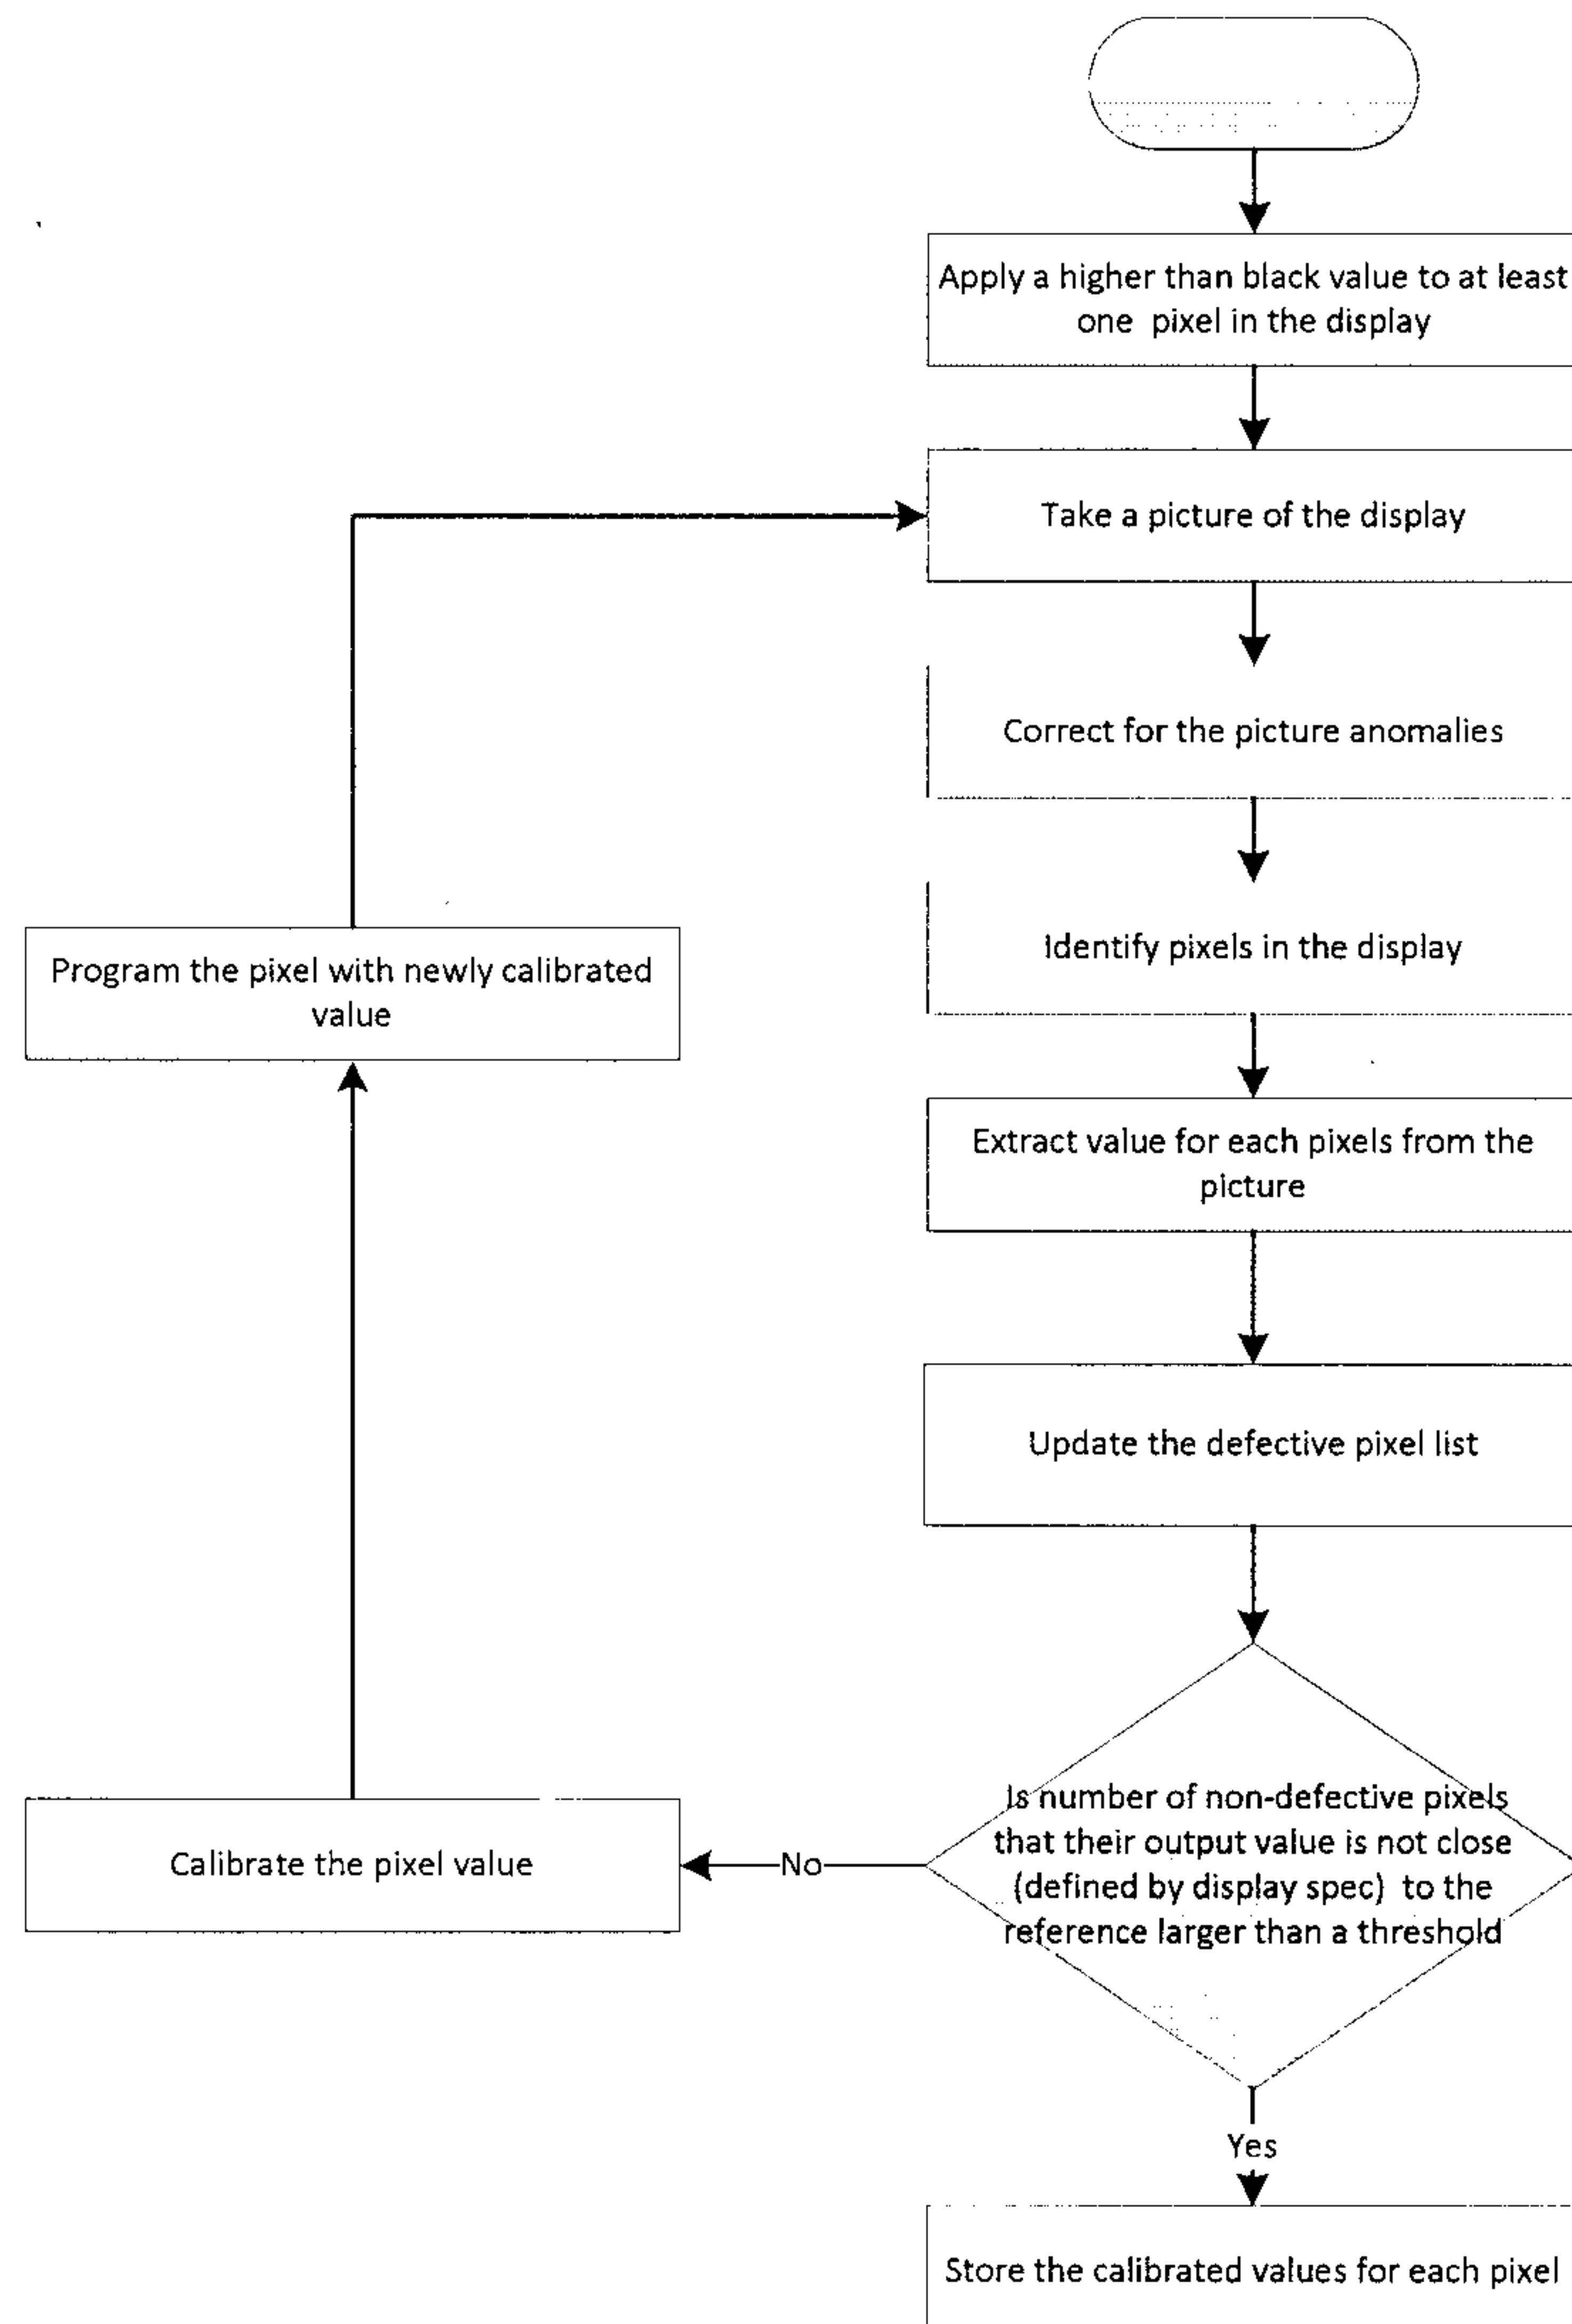 Apply a higher than black value to at least
one pixel in the display
Take a picture of the display
Correct for the picture anomalies
Identify pixels in the display
Program the pixel with newly calibrated
value
Extract value for each pixels from the
picture
Update the defective pixel list
Is number of non-defective pixels
that their output value is not close
(defined by display spec) to the
reference larger than a threshold
No
Calibrate the pixel value
Yes
Store the calibrated values for each pixel